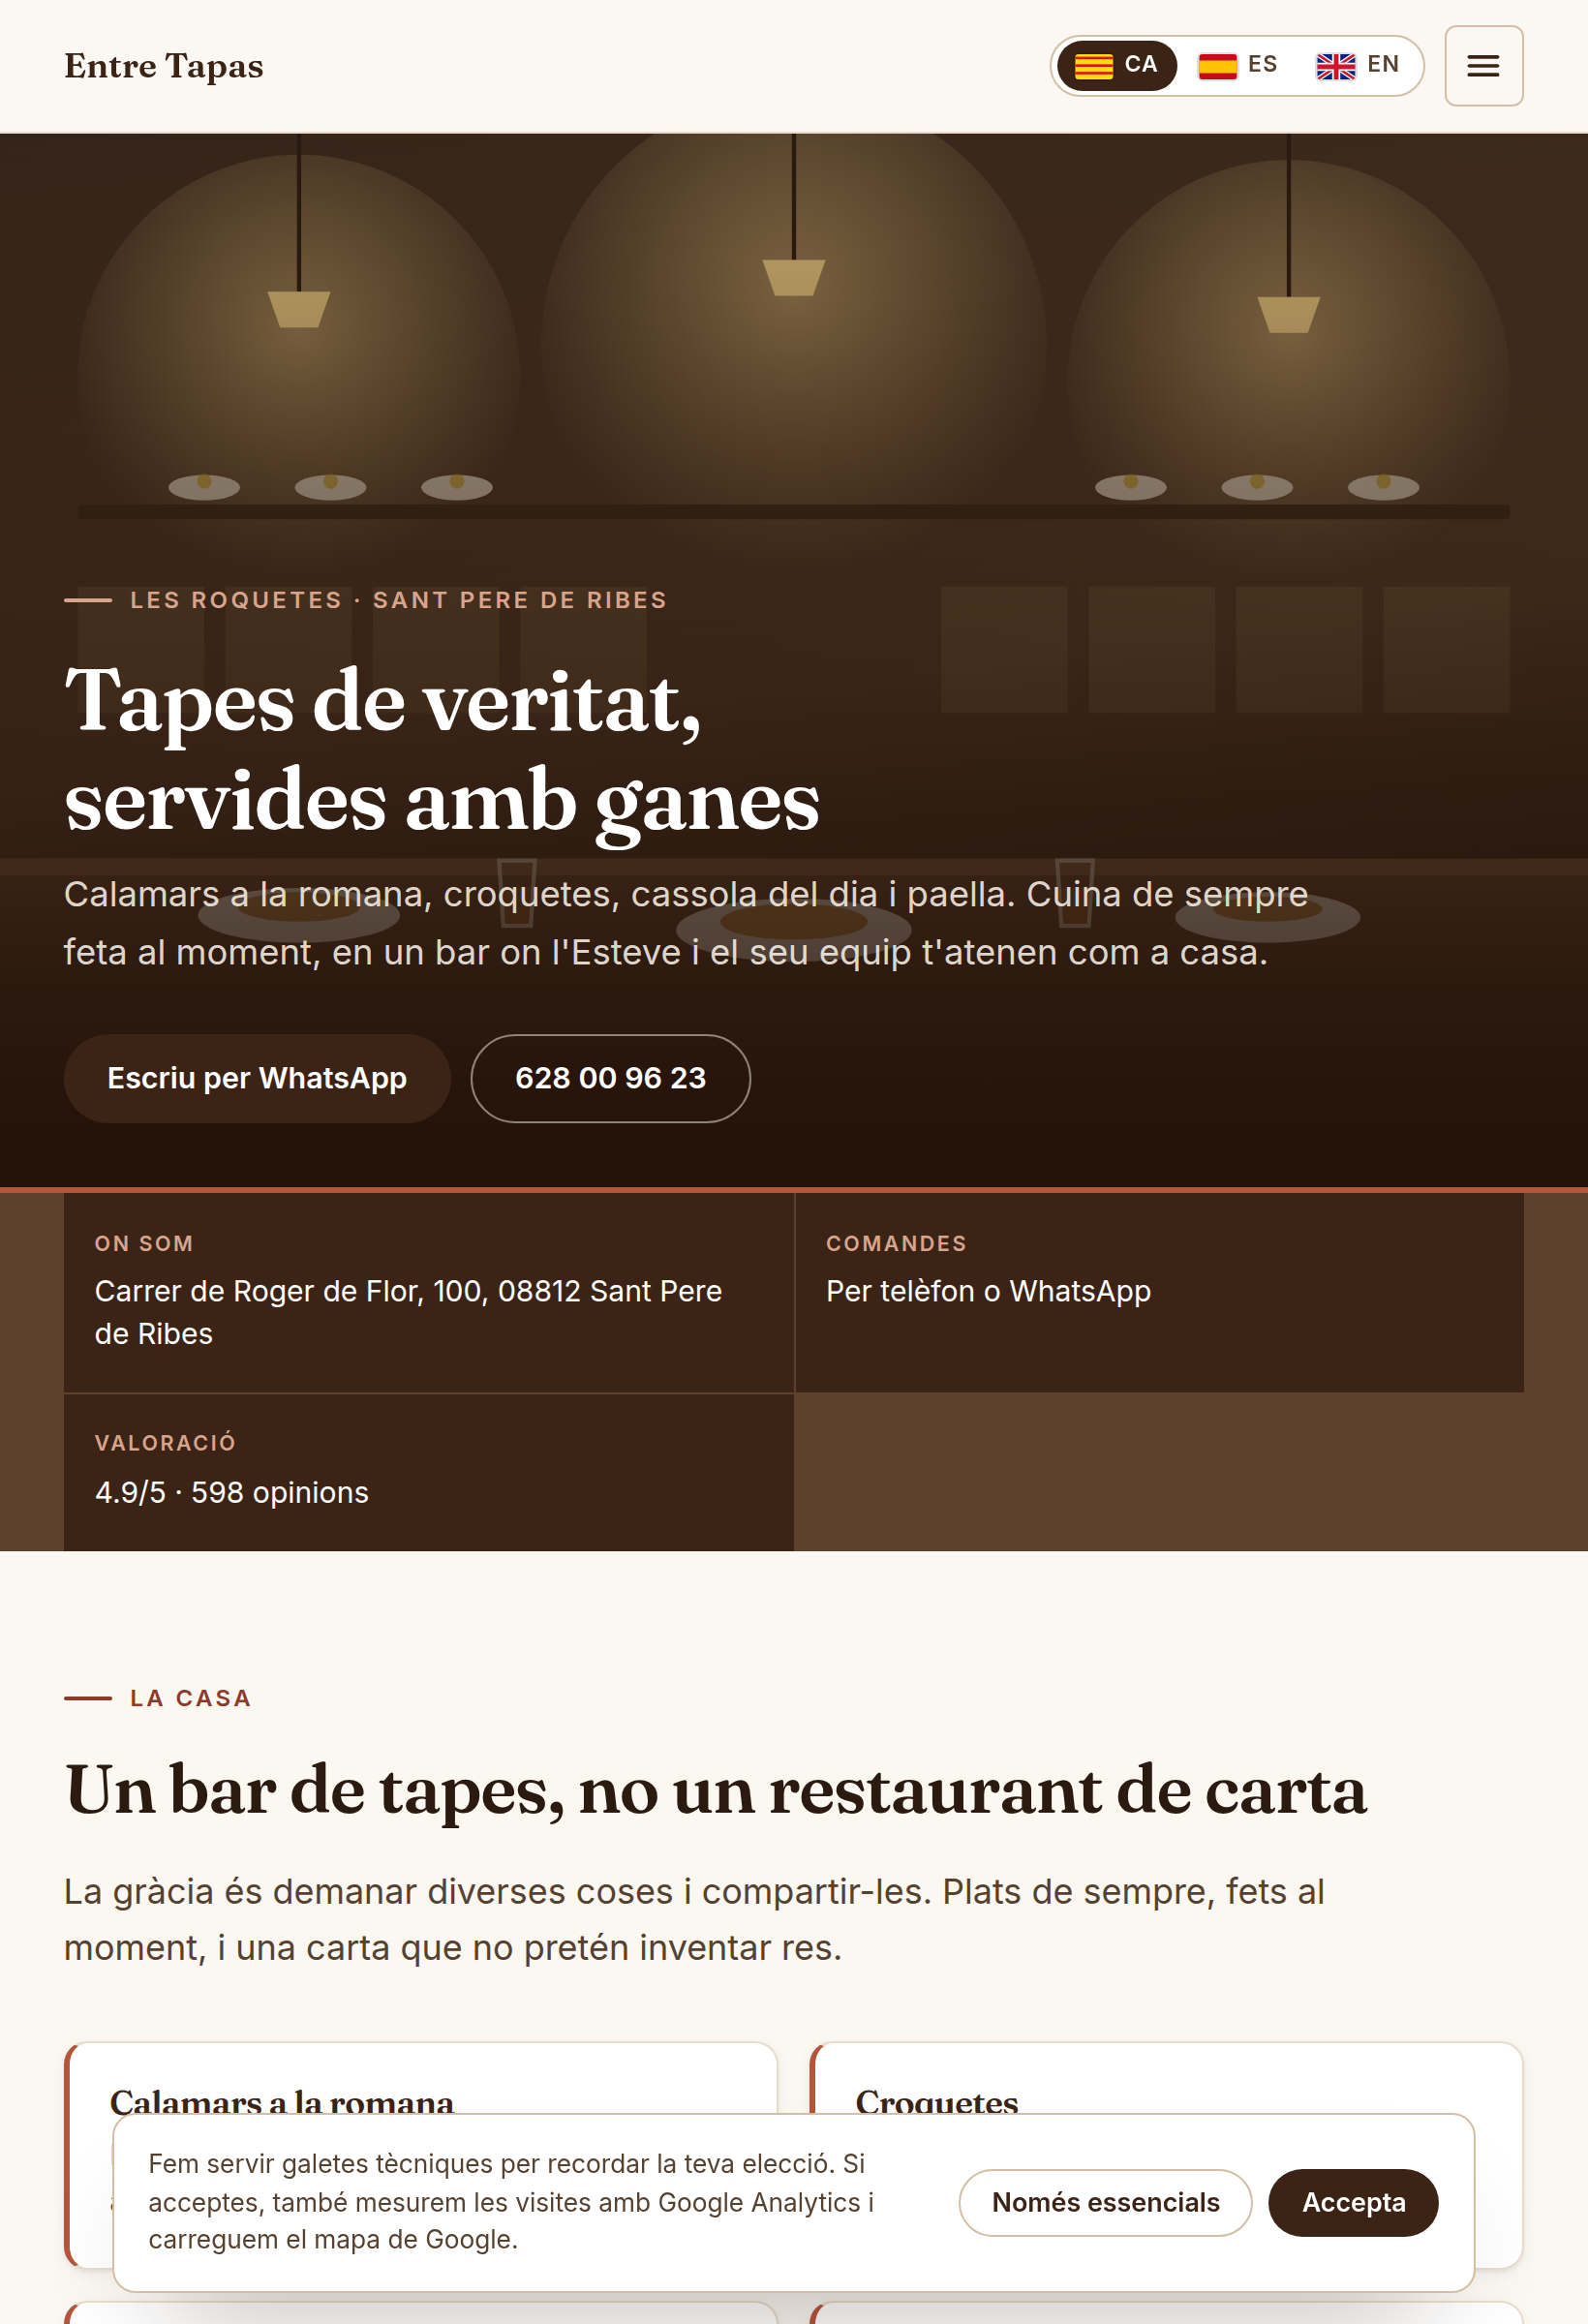 Entre Tapas
CA
ES
EN
LES ROQUETES · SANT PERE DE RIBES
Tapes de veritat,
servides amb ganes
Calamars a la romana, croquetes, cassola del dia i paella. Cuina de sempre
feta al moment, en un bar on l'Esteve i el seu equip t'atenen com a casa.
Escriu per WhatsApp
628 00 96 23
ON SOM
Carrer de Roger de Flor, 100, 08812 Sant Pere
de Ribes
COMANDES
Per telèfon o WhatsApp
VALORACIÓ
4.9/5 · 598 opinions
LA CASA
Un bar de tapes, no un restaurant de carta
La gràcia és demanar diverses coses i compartir-les. Plats de sempre, fets al
moment, i una carta que no pretén inventar res.
Calamars a la romana
Croquetes
Fem servir galetes tècniques per recordar la teva elecció. Si
acceptes, també mesurem les visites amb Google Analytics i
carreguem el mapa de Google.
Només essencials
Accepta